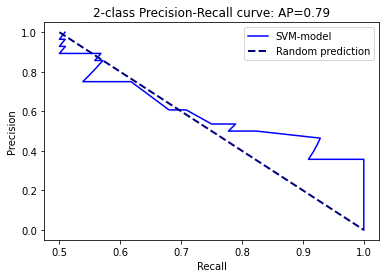 2-class Precision-Recall curve: AP=0.79
SVM-model
Random prediction
Precision
1.0
0.8
0.6
0.4
0.2
0.0
0.5 0.6 0.7 0.8 0.9 1.0
Recall